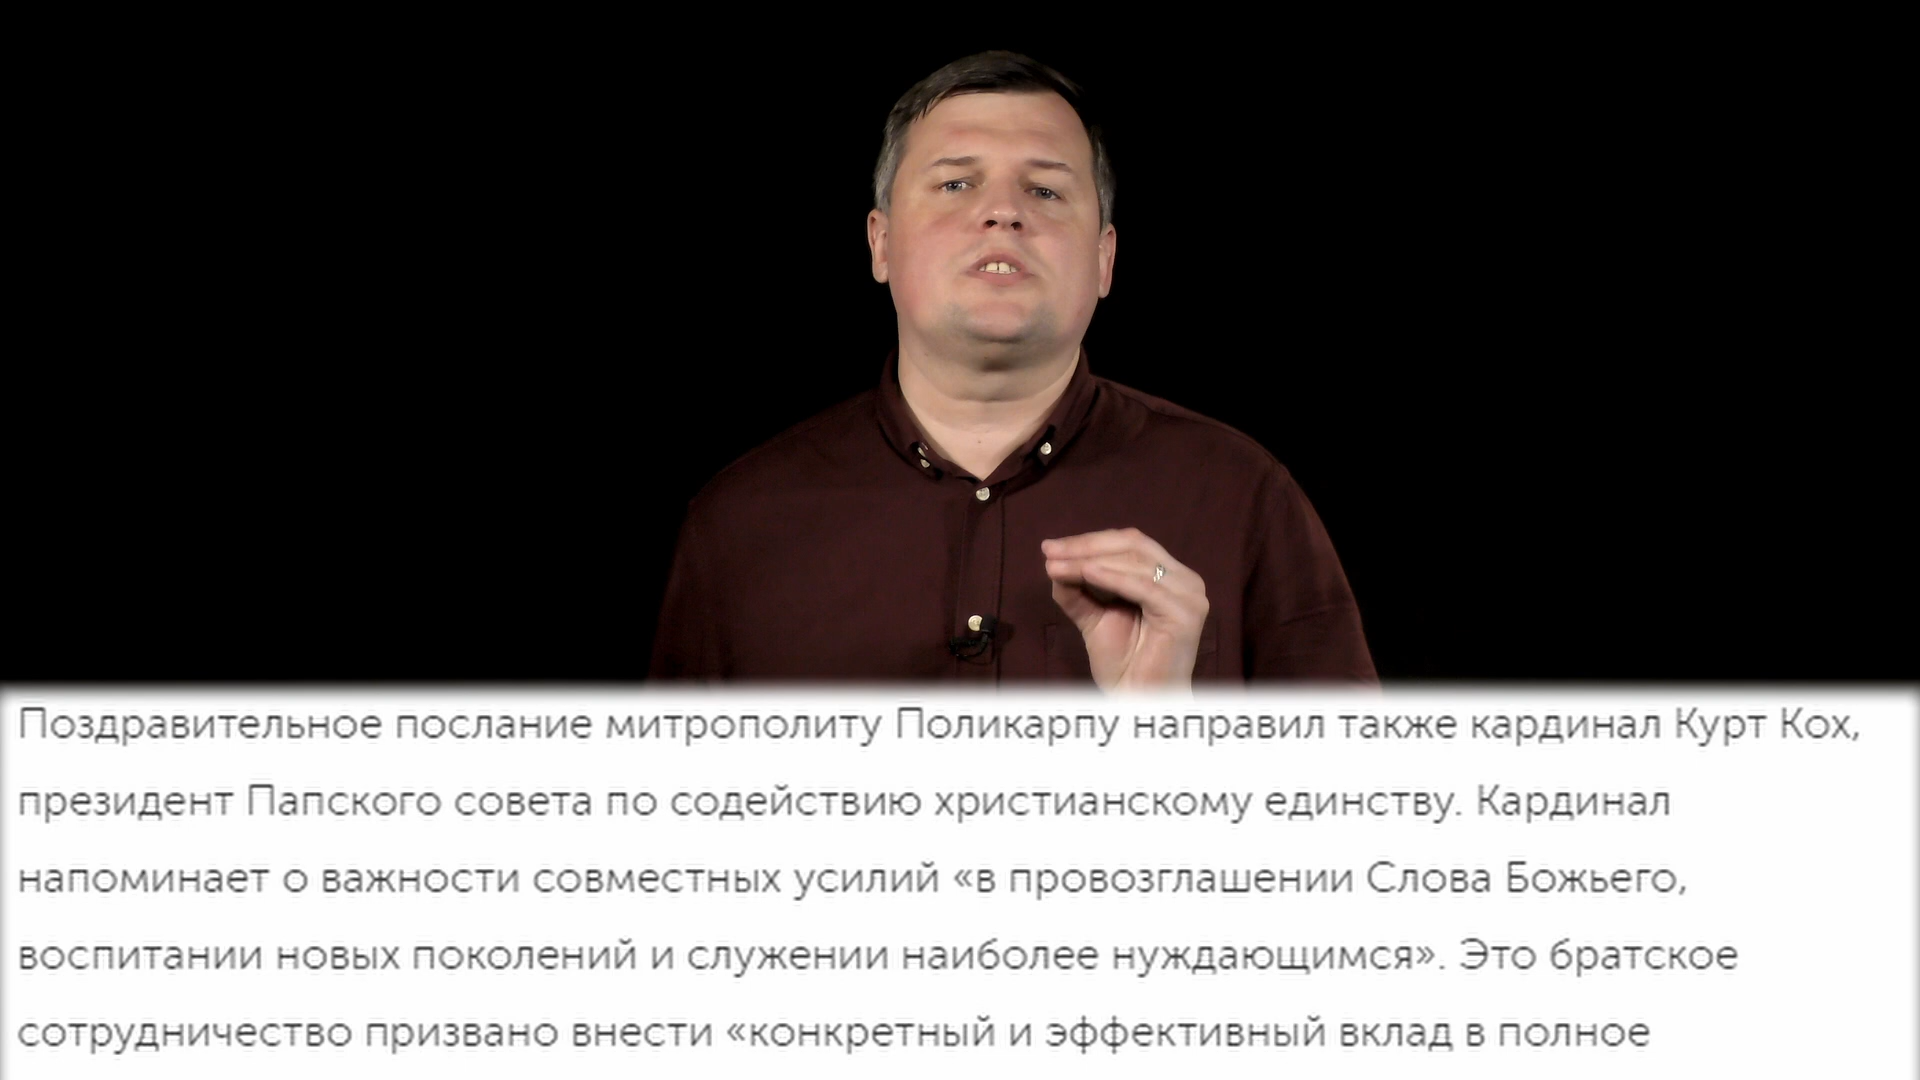 Поздравительное послание митрополиту Поликарпу направил также кардинал Курт Кох,
президент Папского совета по содействию христианскому единству. Кардинал
напоминает о важности совместных усилий «в провозглашении Слова Божьего,
воспитании новых поколений и служении наиболее нуждающимся». Это братское
сотрудничество призвано внести «конкретный и эффективный вклад в полное